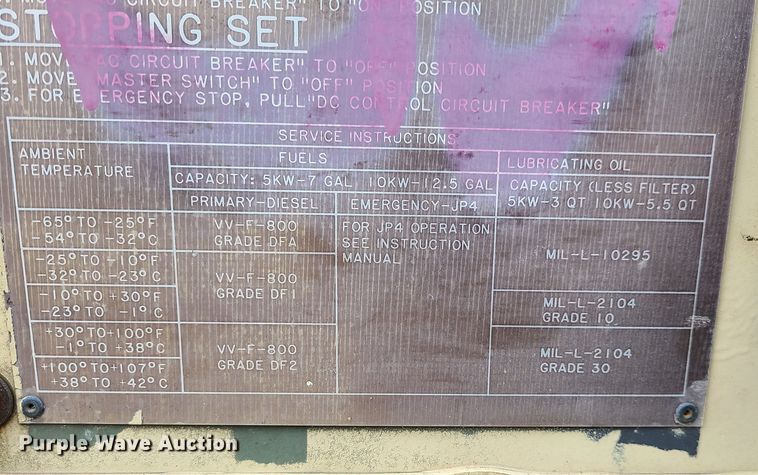 CIRCUIT BREAKER" TO "ON" POSITION
STOPPING SET
1. MOVE "AC CIRCUIT BREAKER" TO "OFF" POSITION
2. MOVE "MASTER SWITCH" TO "OFF" POSITION
3. FOR EMERGENCY STOP, PULL "DC CONTROL CIRCUIT BREAKER"
SERVICE INSTRUCTIONS
AMBIENT TEMPERATURE
FUELS
LUBRICATING OIL
CAPACITY: 5KW-7 GAL 10KW-12.5 GAL
CAPACITY (LESS FILTER)
5KW-3 QT 10KW-5.5 QT
PRIMARY-DIESEL
EMERGENCY-JP4
-65° TO -25°F
-54° TO -32°C
VV-F-800
GRADE DFA
FOR JP4 OPERATION
SEE INSTRUCTION
MANUAL
MIL-L-10295
-25° TO -10°F
-32° TO -23°C
VV-F-800
GRADE DF1
-10° TO +30°F
-23° TO -1°C
MIL-L-2104
GRADE 10
+30° TO +100°F
-1° TO +38°C
VV-F-800
GRADE DF2
MIL-L-2104
GRADE 30
+100° TO +107°F
+38° TO +42°C
Purple Wave Auction